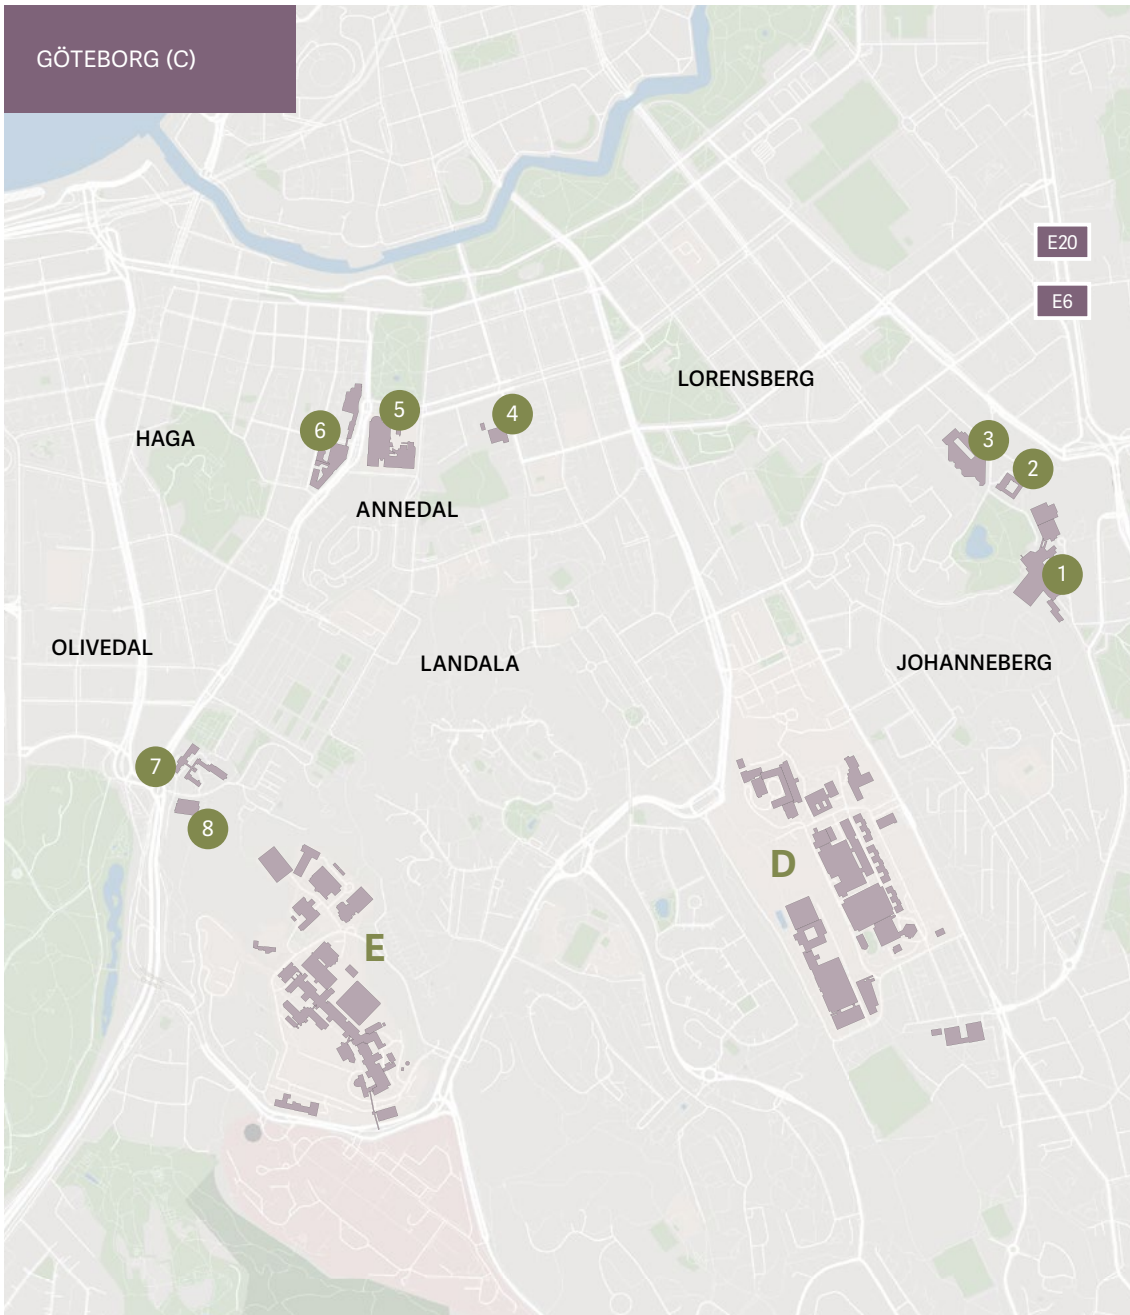 GÖTEBORG (C)
E20
E6
LORENSBERG
HAGA
6
5
4
3
2
ANNEDAL
1
OLIVEDAL
LANDALA
JOHANNEBERG
7
8
D
E